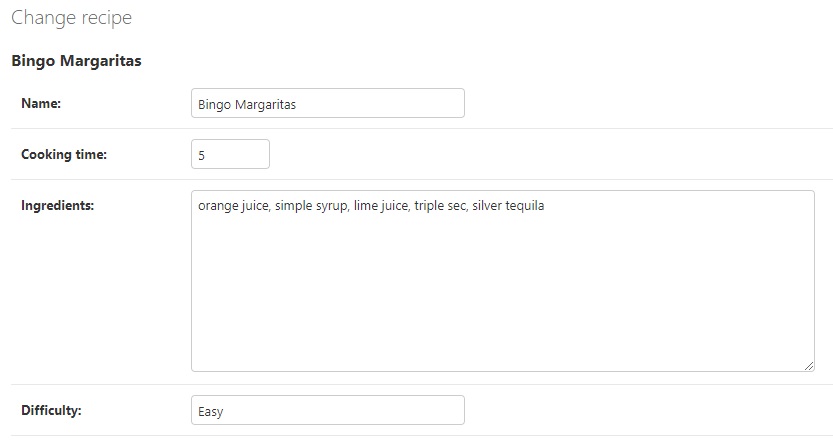 Change recipe
Bingo Margaritas
Name: Bingo Margaritas
Cooking time: 5
Ingredients: orange juice, simple syrup, lime juice, triple sec, silver tequila
Difficulty: Easy